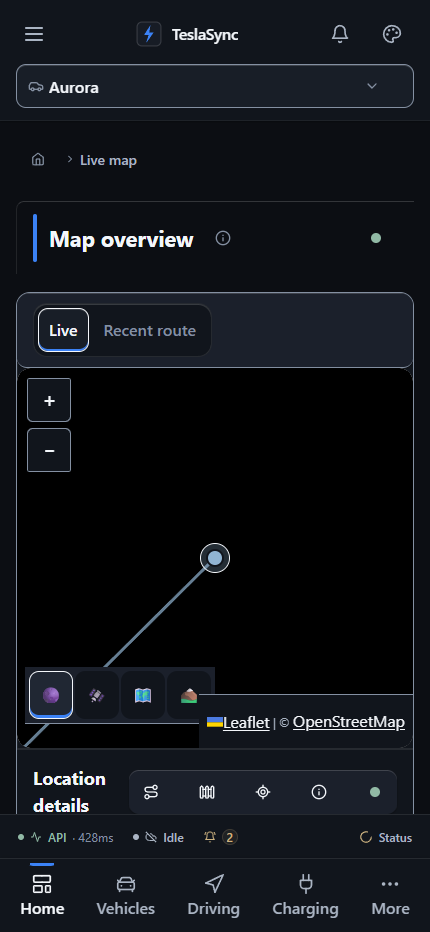 TeslaSync
Aurora
Live map
Map overview
Live Recent route
+
−
Leaflet | © OpenStreetMap
Location
details
API · 428ms Idle 2 Status
Home Vehicles Driving Charging More